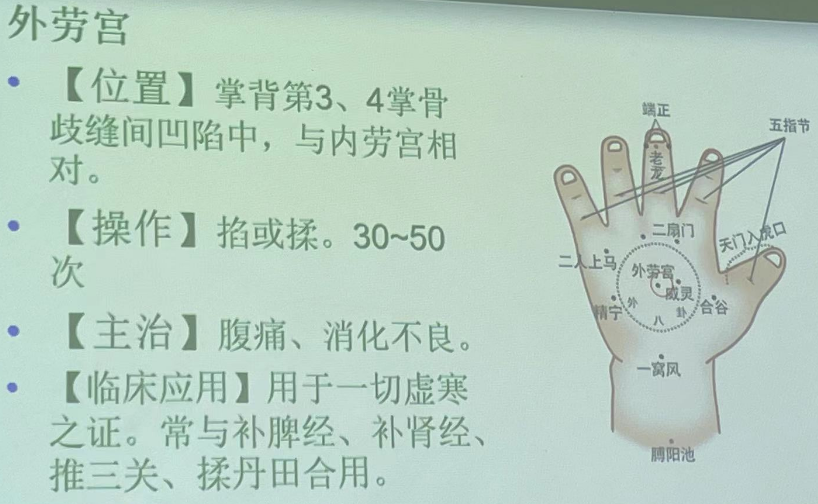 外劳宫
【位置】掌背第3、4掌骨
歧缝间凹陷中，与内劳宫相
对。
【操作】掐或揉。30~50
次
【主治】腹痛、消化不良。
【临床应用】用于一切虚寒
之证。常与补脾经、补肾经、
推三关、揉丹田合用。
端正
五指节
老龙
二扇门
天门入虎口
二人上马
外劳宫
威灵
精宁
外
八
卦
合谷
一窝风
膊阳池